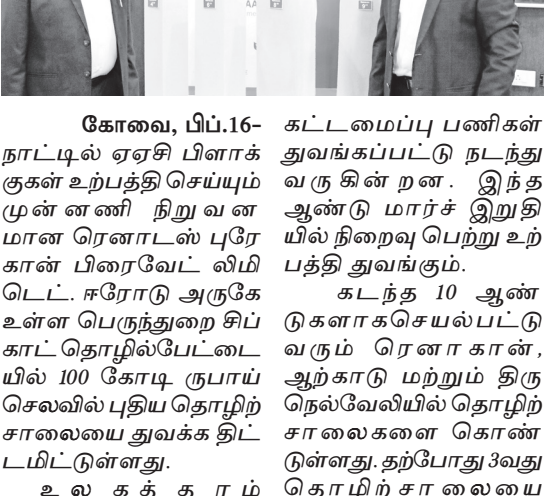 கோவை, பிப்.16-
நாட்டில் ஏஏசி பிளாக்
குகள் உற்பத்தி செய்யும்
முன்னணி நிறுவன
மான ரெனாடஸ் புரே
கான் பிரைவேட் லிமி
டெட். ஈரோடு அருகே
உள்ள பெருந்துறை சிப்
காட் தொழில்பேட்டை
யில் 100 கோடி ருபாய்
செலவில் புதிய தொழிற்
சாலையை துவக்க திட்
டமிட்டுள்ளது.
உலகத் தரம்
கட்டமைப்பு பணிகள்
துவங்கப்பட்டு நடந்து
வருகின்றன. இந்த
ஆண்டு மார்ச் இறுதி
யில் நிறைவு பெற்று உற்
பத்தி துவங்கும்.
கடந்த 10 ஆண்
டுகளாகசெயல்பட்டு
வரும் ரெனாகான்,
ஆற்காடு மற்றும் திரு
நெல்வேலியில் தொழிற்
சாலைகளை கொண்
டுள்ளது. தற்போது 3வது
தொழிற்சாலையை